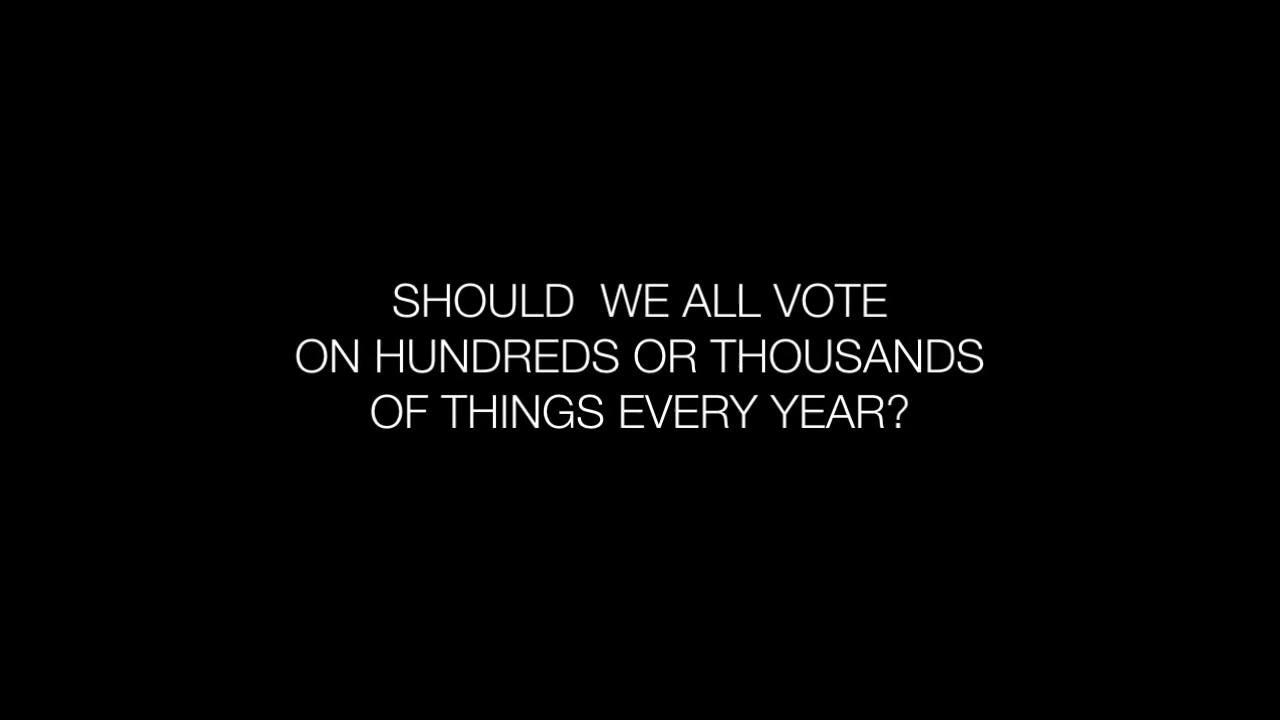 SHOULD  WE ALL VOTE
ON HUNDREDS OR THOUSANDS
OF THINGS EVERY YEAR?